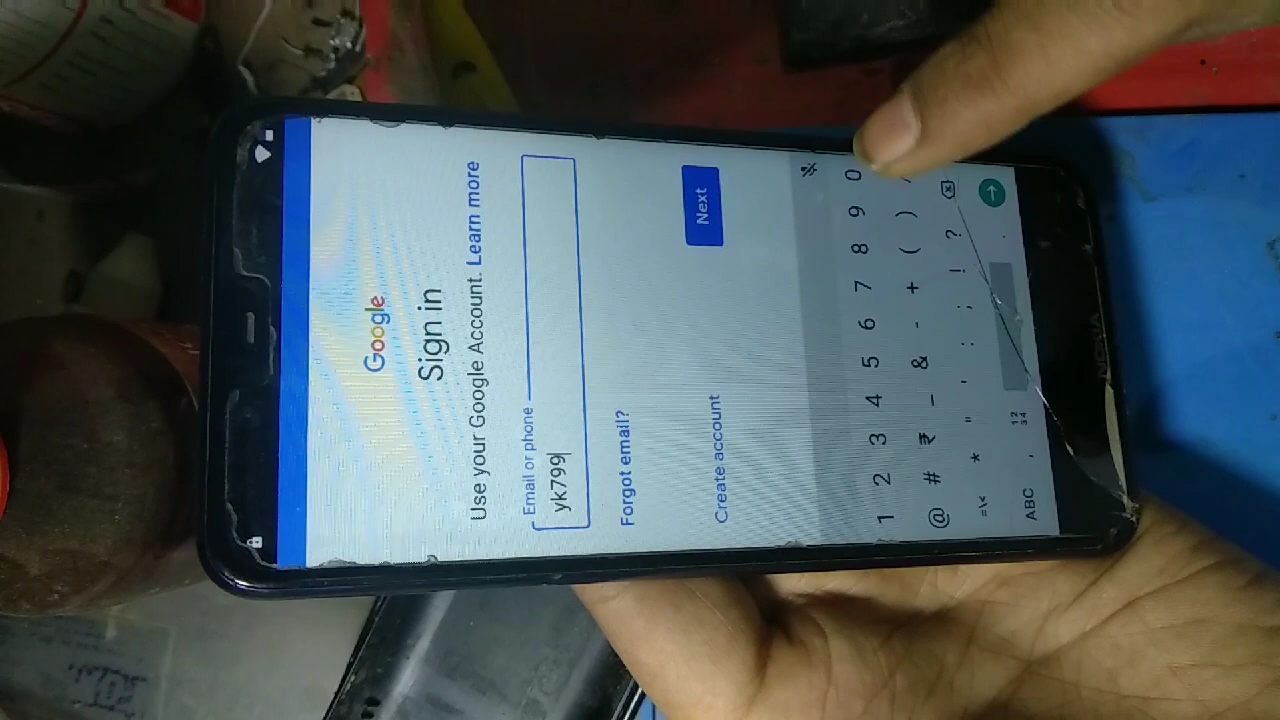 Google
Sign in
Use your Google Account. Learn more
Email or phone
yk799
Forgot email?
Create account
Next
1 2 3 4 5 6 7 8 9 0
@ # ₹ _ & - + ( ) /
=\< * " ' : ; ! ?
ABC , 12 34 .
NOKIA